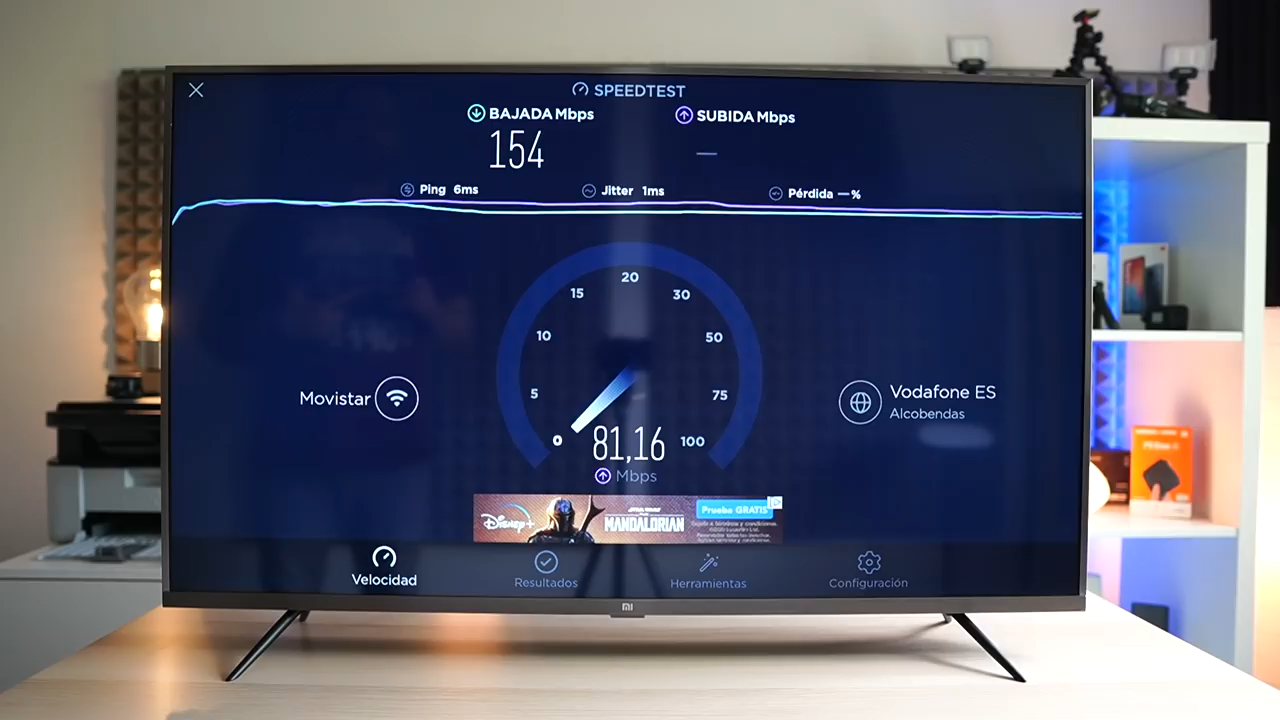 SPEEDTEST
BAJADA Mbps
SUBIDA Mbps
154
—
Ping 6ms
Jitter 1ms
Pérdida —%
20
15
30
10
50
5
75
0
100
81,16
Mbps
Movistar
Vodafone ES
Alcobendas
Disney+
MANDALORIAN
Prueba GRATIS
Velocidad
Resultados
Herramientas
Configuración
mi